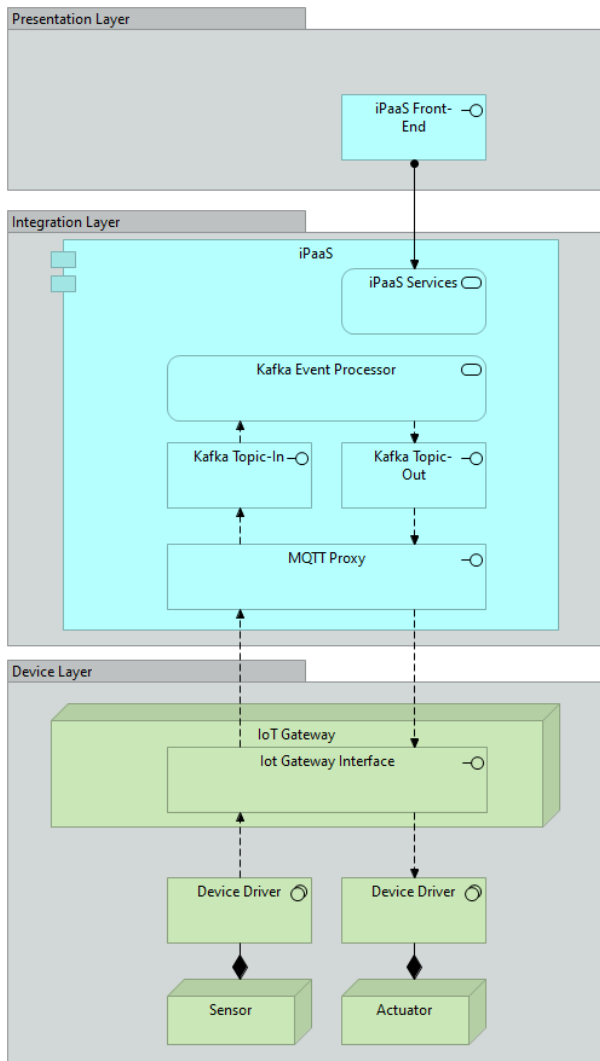 Presentation Layer
iPaaS Front-
End
Integration Layer
iPaaS
iPaaS Services
Kafka Event Processor
Kafka Topic-In
Kafka Topic-
Out
MQTT Proxy
Device Layer
IoT Gateway
Iot Gateway Interface
Device Driver
Device Driver
Sensor
Actuator